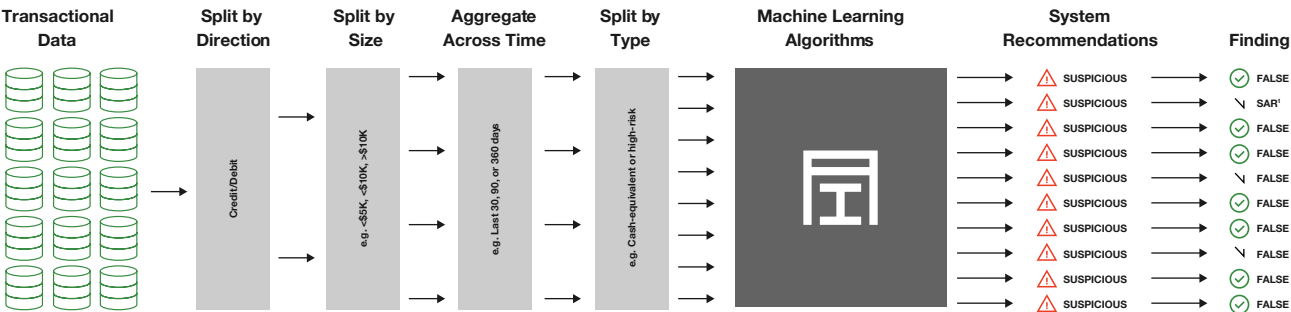 Transactional
Data
Split by
Direction
Split by
Size
Aggregate
Across Time
Split by
Type
Machine Learning
Algorithms
System
Recommendations
Finding
Credit/Debit
e.g. <$5K, <$10K, >$10K
e.g. Last 30, 90, or 360 days
e.g. Cash-equivalent or high-risk
SUSPICIOUS FALSE
SUSPICIOUS SAR¹
SUSPICIOUS FALSE
SUSPICIOUS FALSE
SUSPICIOUS FALSE
SUSPICIOUS FALSE
SUSPICIOUS FALSE
SUSPICIOUS FALSE
SUSPICIOUS FALSE
SUSPICIOUS FALSE